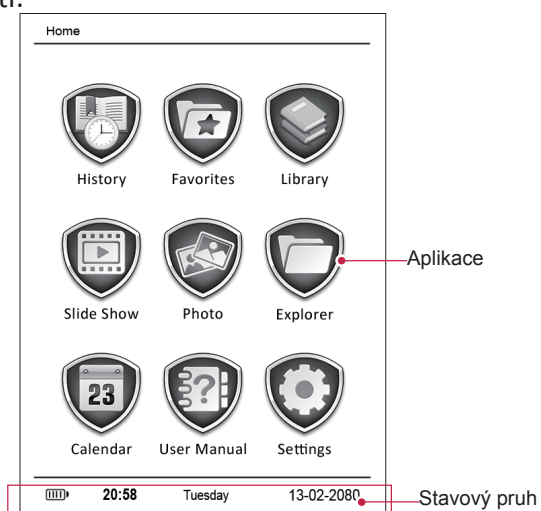 Home
History Favorites Library
Slide Show Photo Explorer
Aplikace
23
Calendar User Manual Settings
20:58 Tuesday 13-02-2080
Stavový pruh